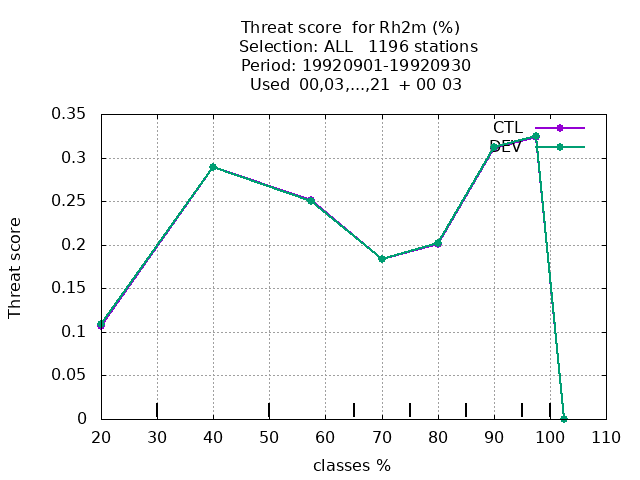 Threat score  for Rh2m (%)
Selection: ALL   1196 stations
Period: 19920901-19920930
Used  00,03,...,21  + 00 03
CTL
DEV
Threat score
0.35
0.3
0.25
0.2
0.15
0.1
0.05
0
20 30 40 50 60 70 80 90 100 110
classes %